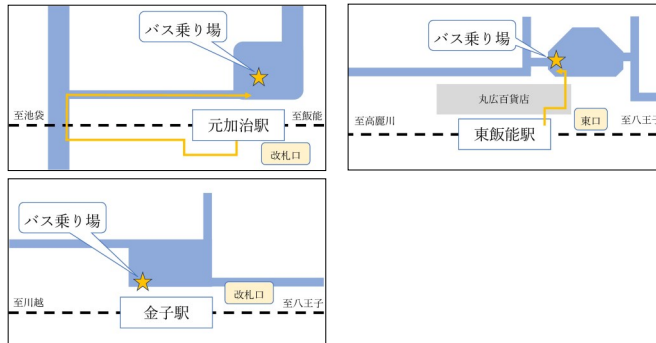 バス乗り場
至池袋
至飯能
元加治駅
改札口
バス乗り場
丸広百貨店
至高麗川
東口
至八王子
東飯能駅
バス乗り場
至川越
改札口
至八王子
金子駅